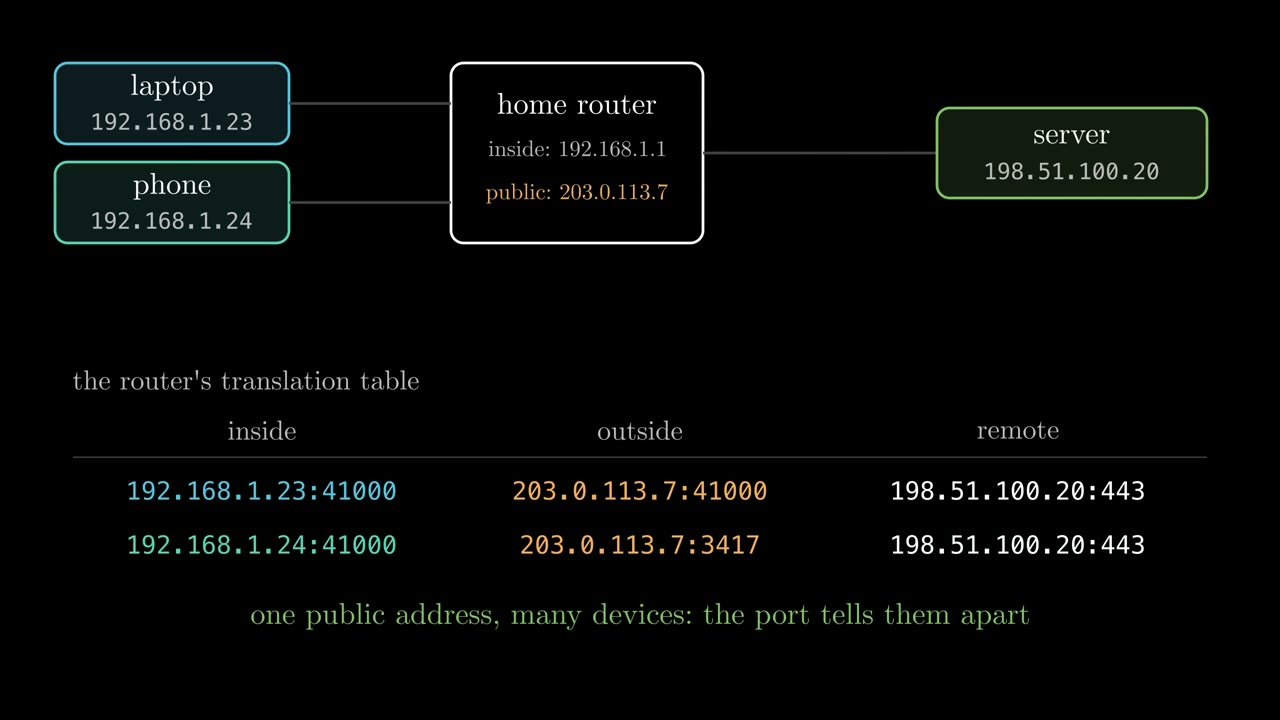 laptop
192.168.1.23
phone
192.168.1.24
home router
inside: 192.168.1.1
public: 203.0.113.7
server
198.51.100.20
the router's translation table
inside outside remote
192.168.1.23:41000 203.0.113.7:41000 198.51.100.20:443
192.168.1.24:41000 203.0.113.7:3417 198.51.100.20:443
one public address, many devices: the port tells them apart